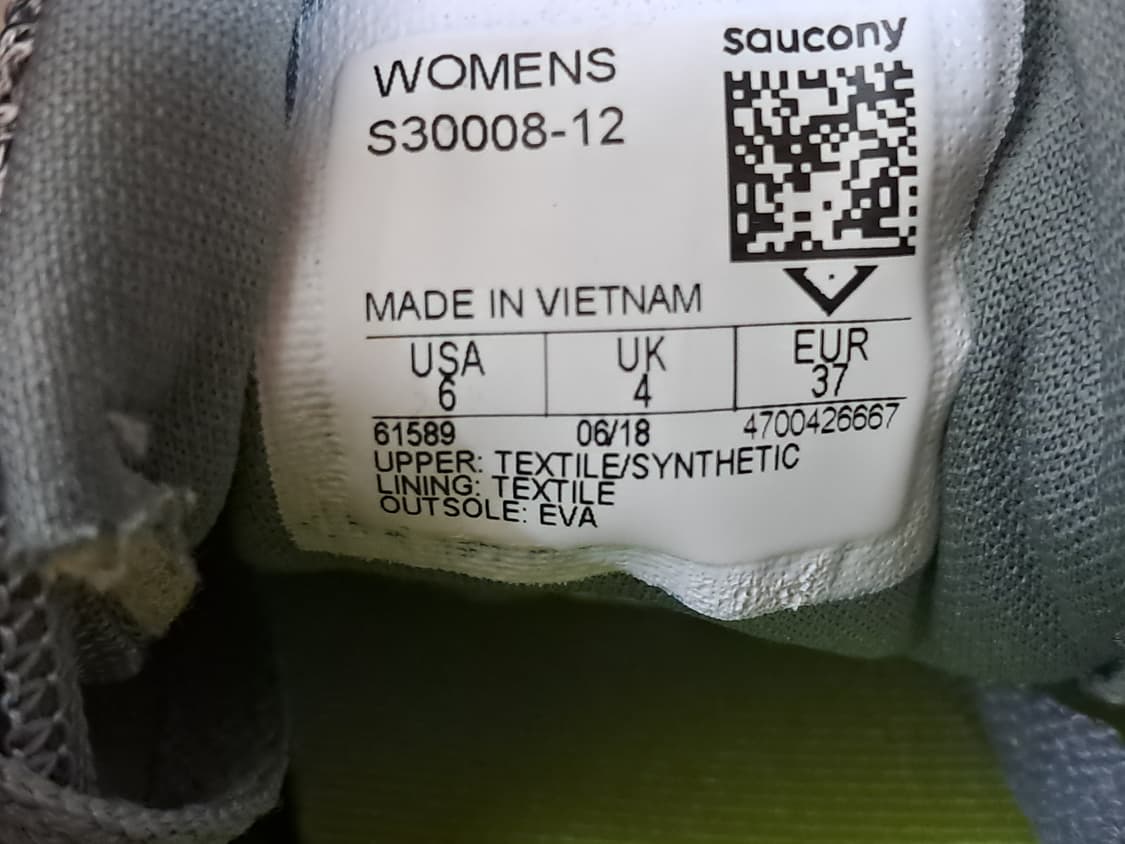 saucony
WOMENS
S30008-12
MADE IN VIETNAM
USA UK EUR
6 4 37
61589 06/18 4700426667
UPPER: TEXTILE/SYNTHETIC
LINING: TEXTILE
OUTSOLE: EVA